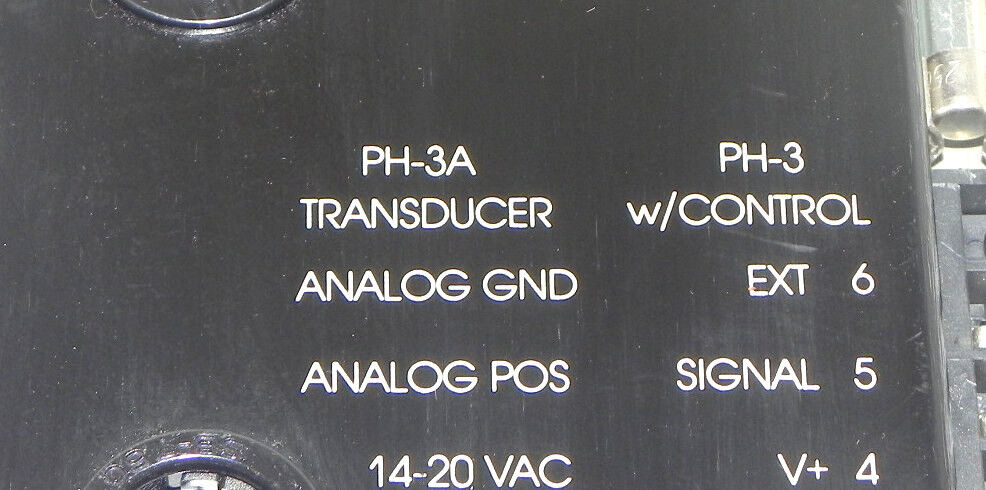 PH-3A PH-3
TRANSDUCER w/CONTROL
ANALOG GND EXT 6
ANALOG POS SIGNAL 5
14-20 VAC V+ 4